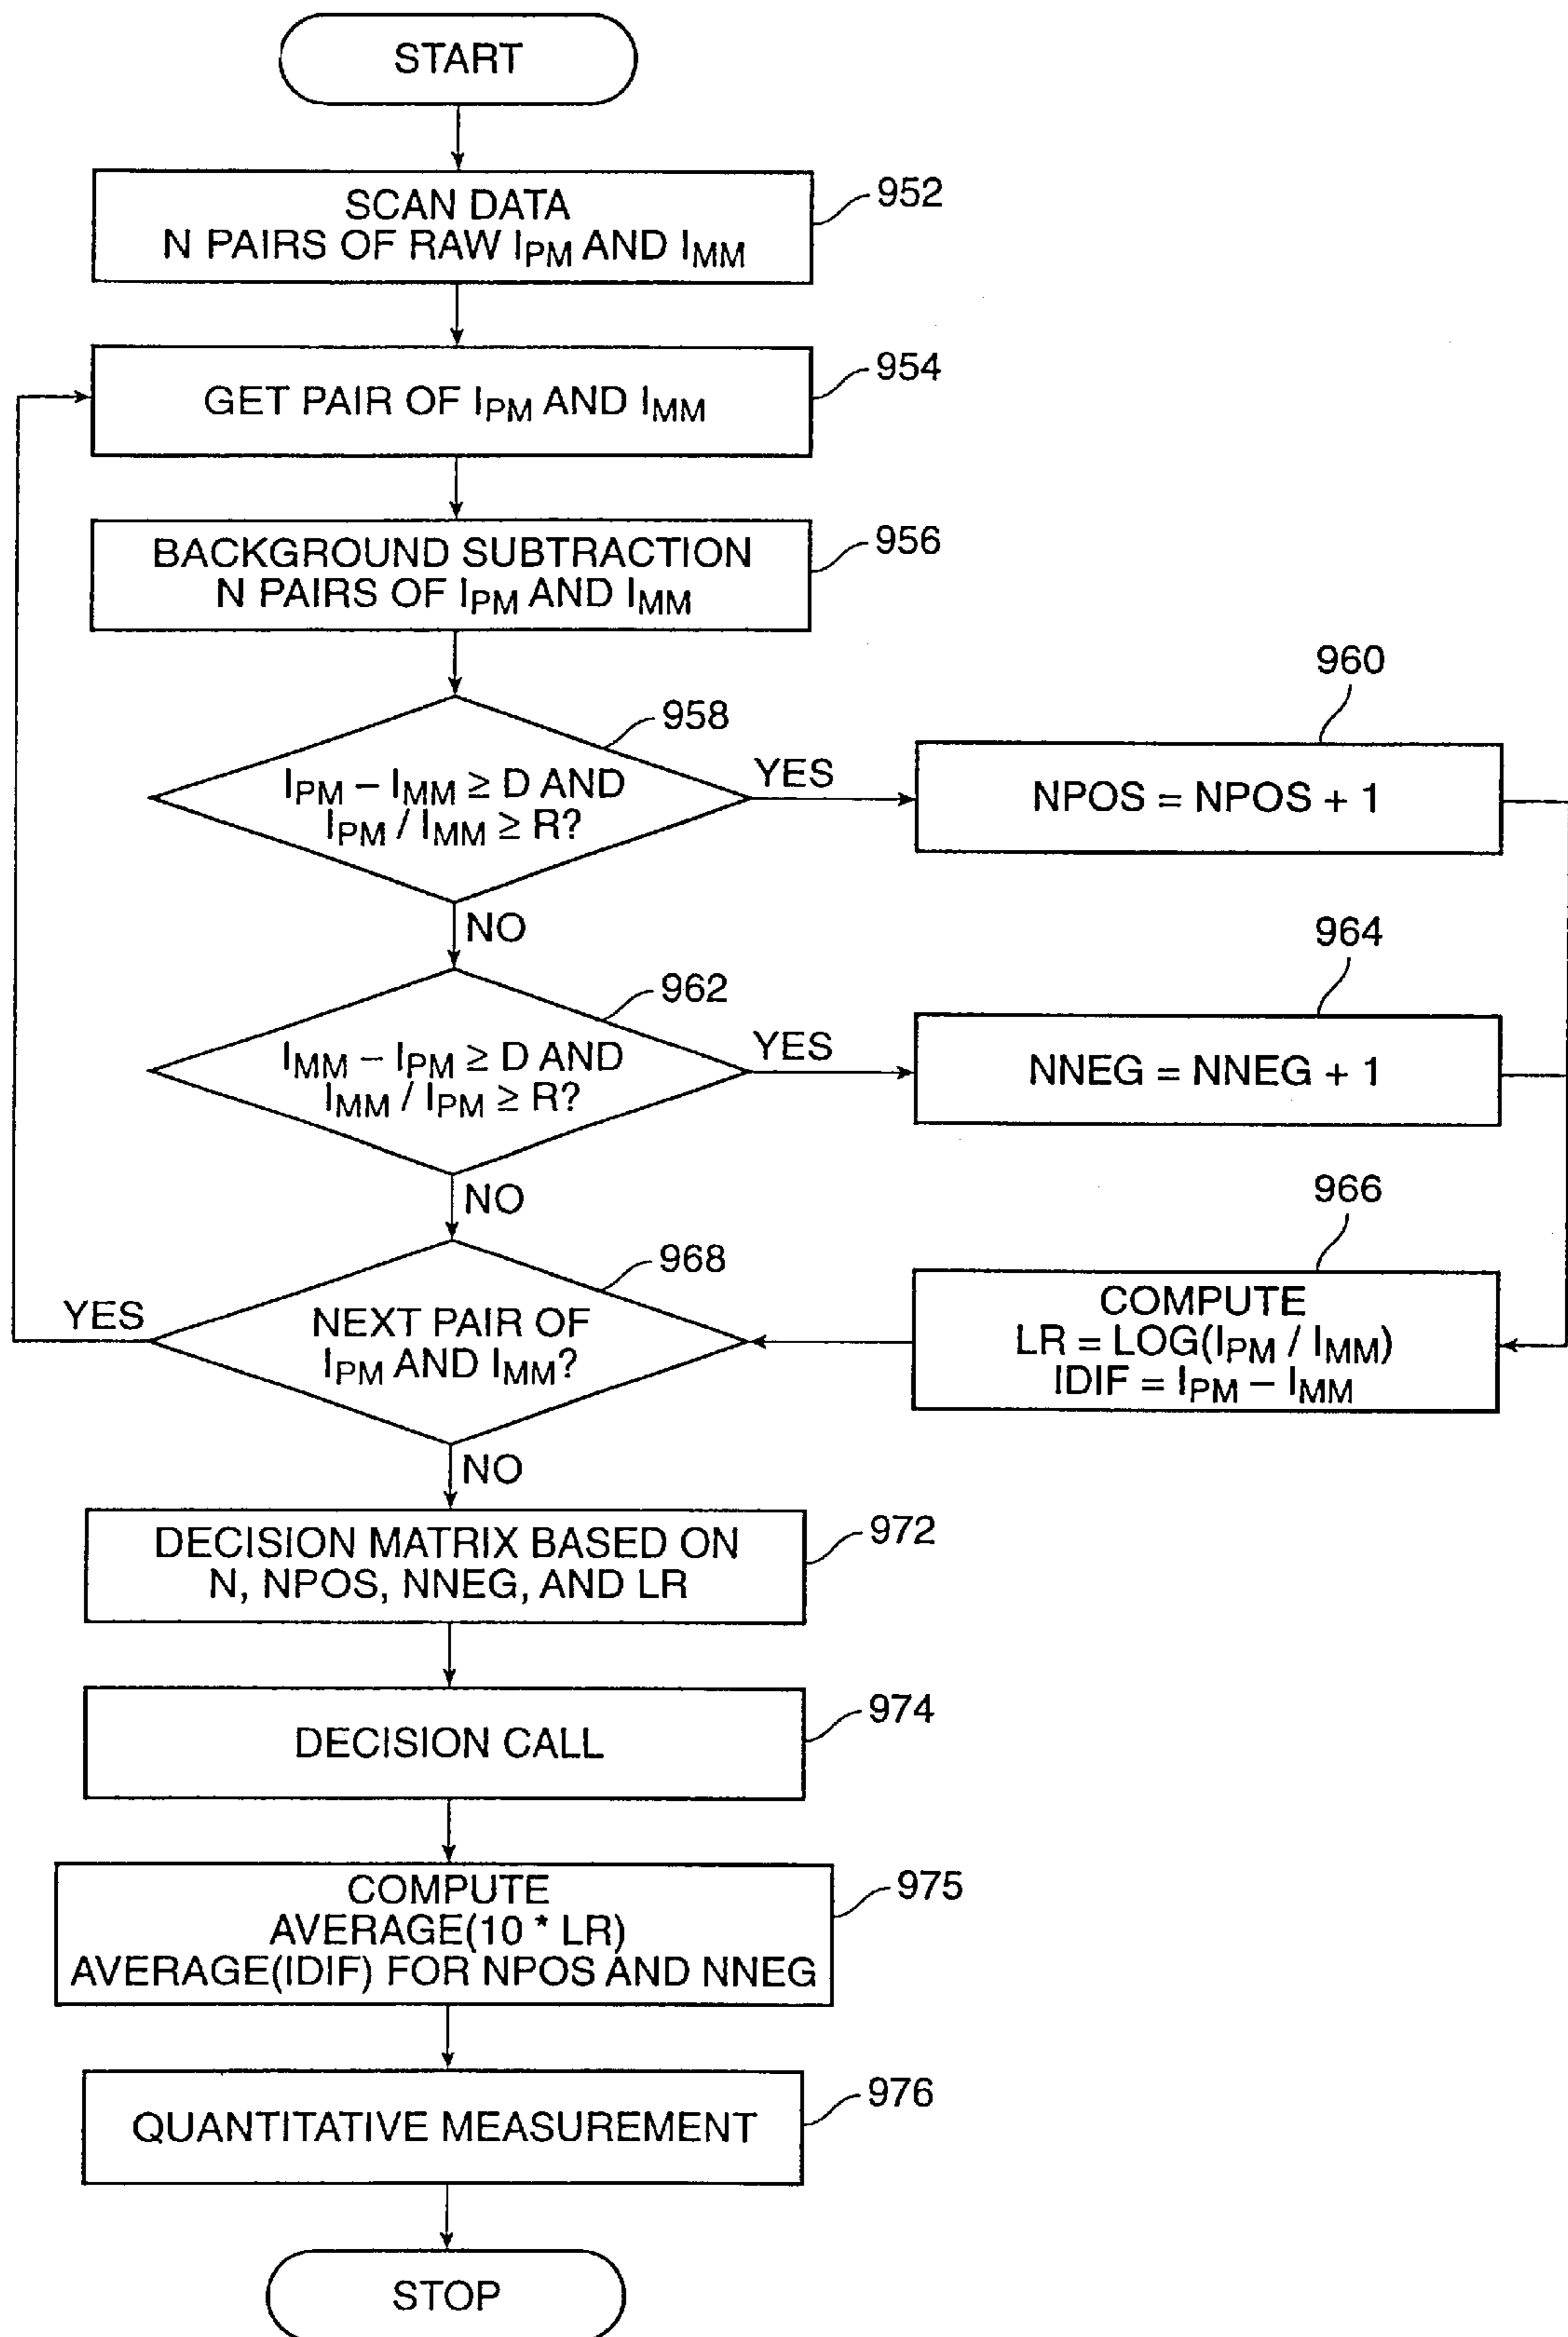 START
SCAN DATA
N PAIRS OF RAW IPM AND IMM
952
GET PAIR OF IPM AND IMM
954
BACKGROUND SUBTRACTION
N PAIRS OF IPM AND IMM
956
IPM – IMM ≥ D AND
IPM / IMM ≥ R?
958
YES
NPOS = NPOS + 1
960
NO
IMM – IPM ≥ D AND
IMM / IPM ≥ R?
962
YES
NNEG = NNEG + 1
964
NO
COMPUTE
LR = LOG(IPM / IMM)
IDIF = IPM – IMM
966
NEXT PAIR OF
IPM AND IMM?
968
YES
NO
DECISION MATRIX BASED ON
N, NPOS, NNEG, AND LR
972
DECISION CALL
974
COMPUTE
AVERAGE(10 * LR)
AVERAGE(IDIF) FOR NPOS AND NNEG
975
QUANTITATIVE MEASUREMENT
976
STOP